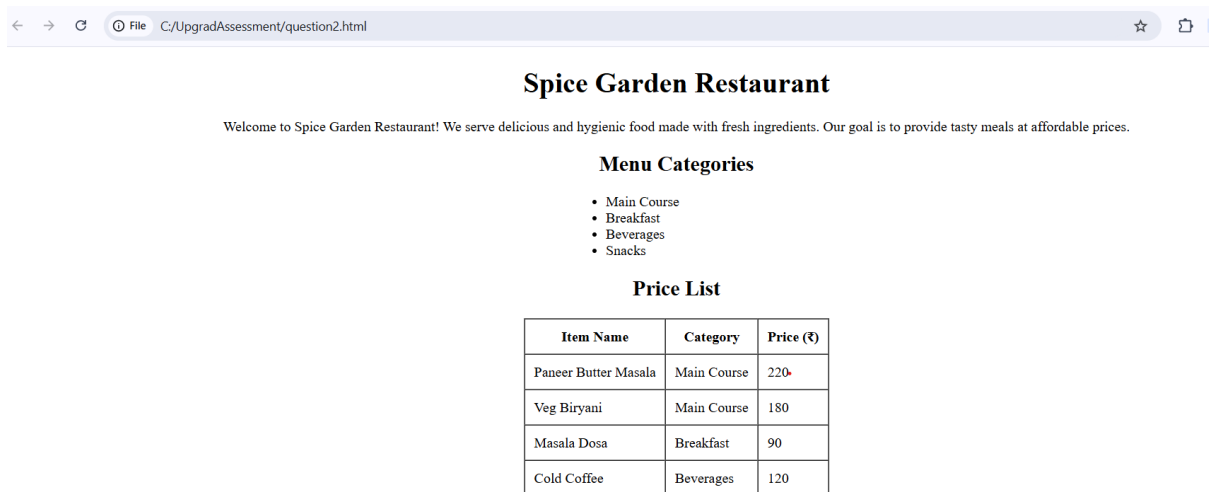 File C:/UpgradAssessment/question2.html
Spice Garden Restaurant
Welcome to Spice Garden Restaurant! We serve delicious and hygienic food made with fresh ingredients. Our goal is to provide tasty meals at affordable prices.
Menu Categories
• Main Course
• Breakfast
• Beverages
• Snacks
Price List
Item Name Category Price (₹)
Paneer Butter Masala Main Course 220
Veg Biryani Main Course 180
Masala Dosa Breakfast 90
Cold Coffee Beverages 120